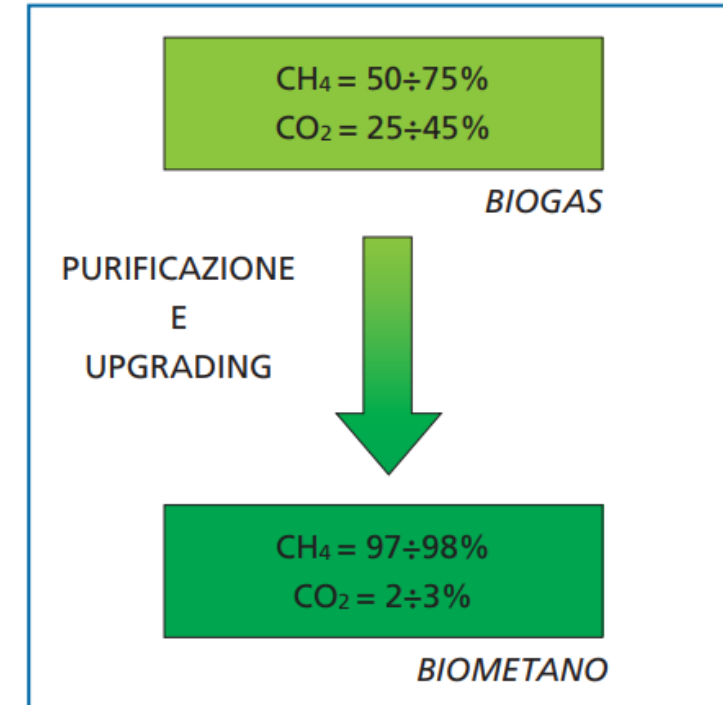 CH₄ = 50÷75%
CO₂ = 25÷45%
BIOGAS
PURIFICAZIONE
E
UPGRADING
CH₄ = 97÷98%
CO₂ = 2÷3%
BIOMETANO